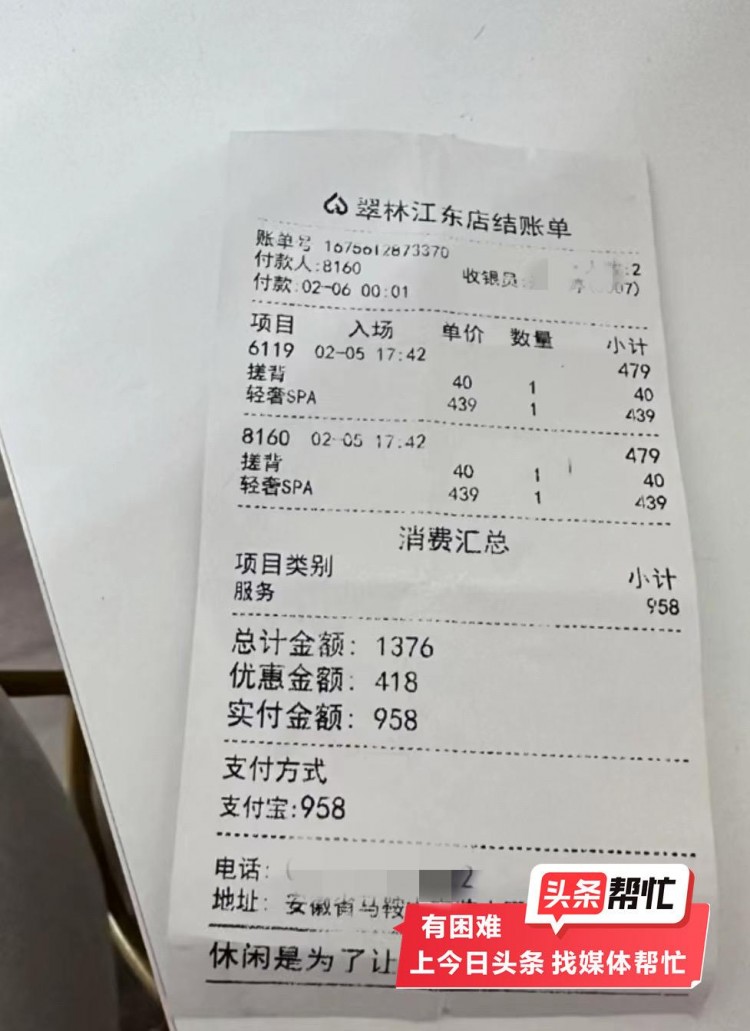 翠林江东店结账单
账单号 1675612873370
:2
付款人:8160
收银员: 07)
付款:02-06 00:01
项目 入场 单价 数量 小计
6119 02-05 17:42 479
搓背 40 1 40
轻奢SPA 439 1 439
8160 02-05 17:42 479
搓背 40 1 40
轻奢SPA 439 1 439
消费汇总
项目类别 小计
服务 958
总计金额: 1376
优惠金额: 418
实付金额: 958
支付方式
支付宝:958
电话: 2
地址: 安徽省马鞍
休闲是为了让
头条帮忙
有困难
上今日头条 找媒体帮忙